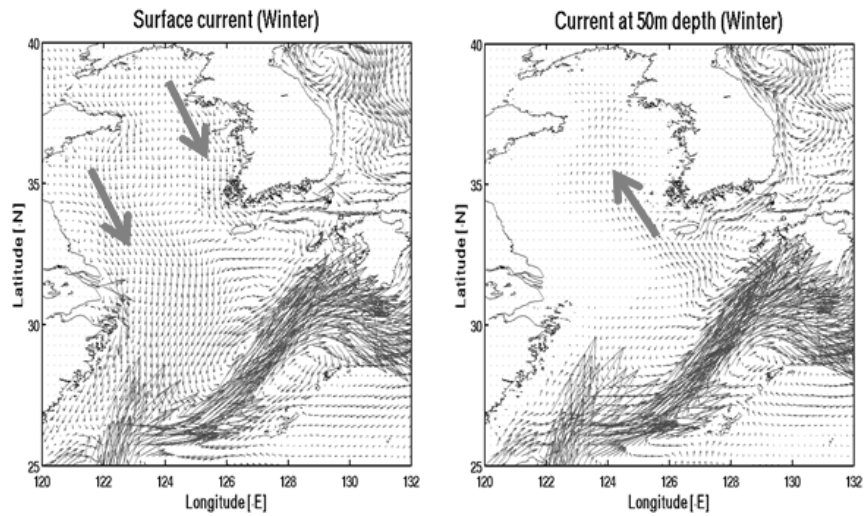 Surface current (Winter)
40
35
30
25
Latitude [·N]
120 122 124 126 128 130 132
Longitude [·E]
Current at 50m depth (Winter)
40
35
30
25
Latitude [·N]
120 122 124 126 128 130 132
Longitude [·E]